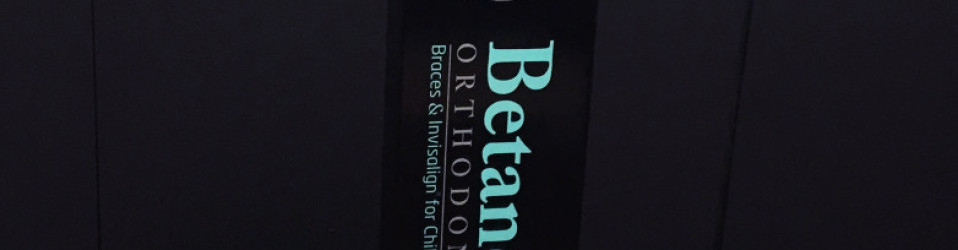 Betan
ORTHODON
Braces & Invisalign for Chi